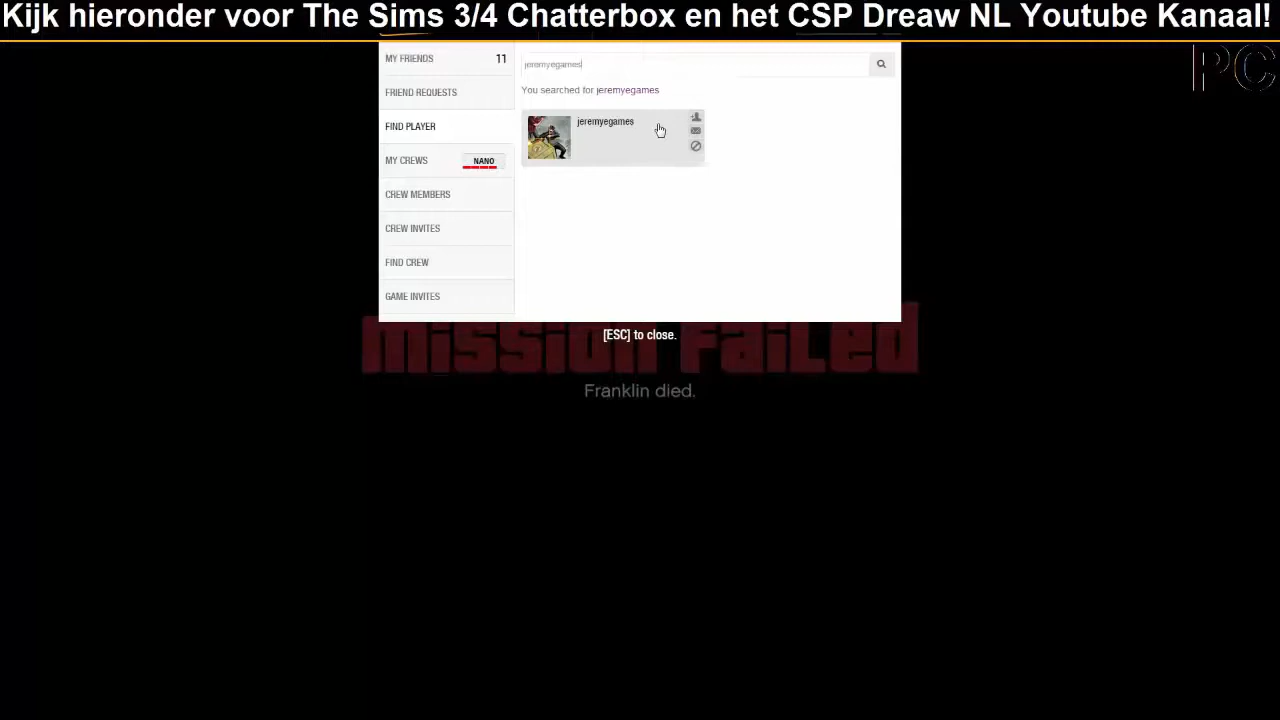 Kijk hieronder voor The Sims 3/4 Chatterbox en het CSP Dreaw NL Youtube Kanaal!
PC
MY FRIENDS 11
FRIEND REQUESTS
FIND PLAYER
MY CREWS NANO
CREW MEMBERS
CREW INVITES
FIND CREW
GAME INVITES
jeremyegames
You searched for jeremyegames
jeremyegames
[ESC] to close.
mission failed
Franklin died.